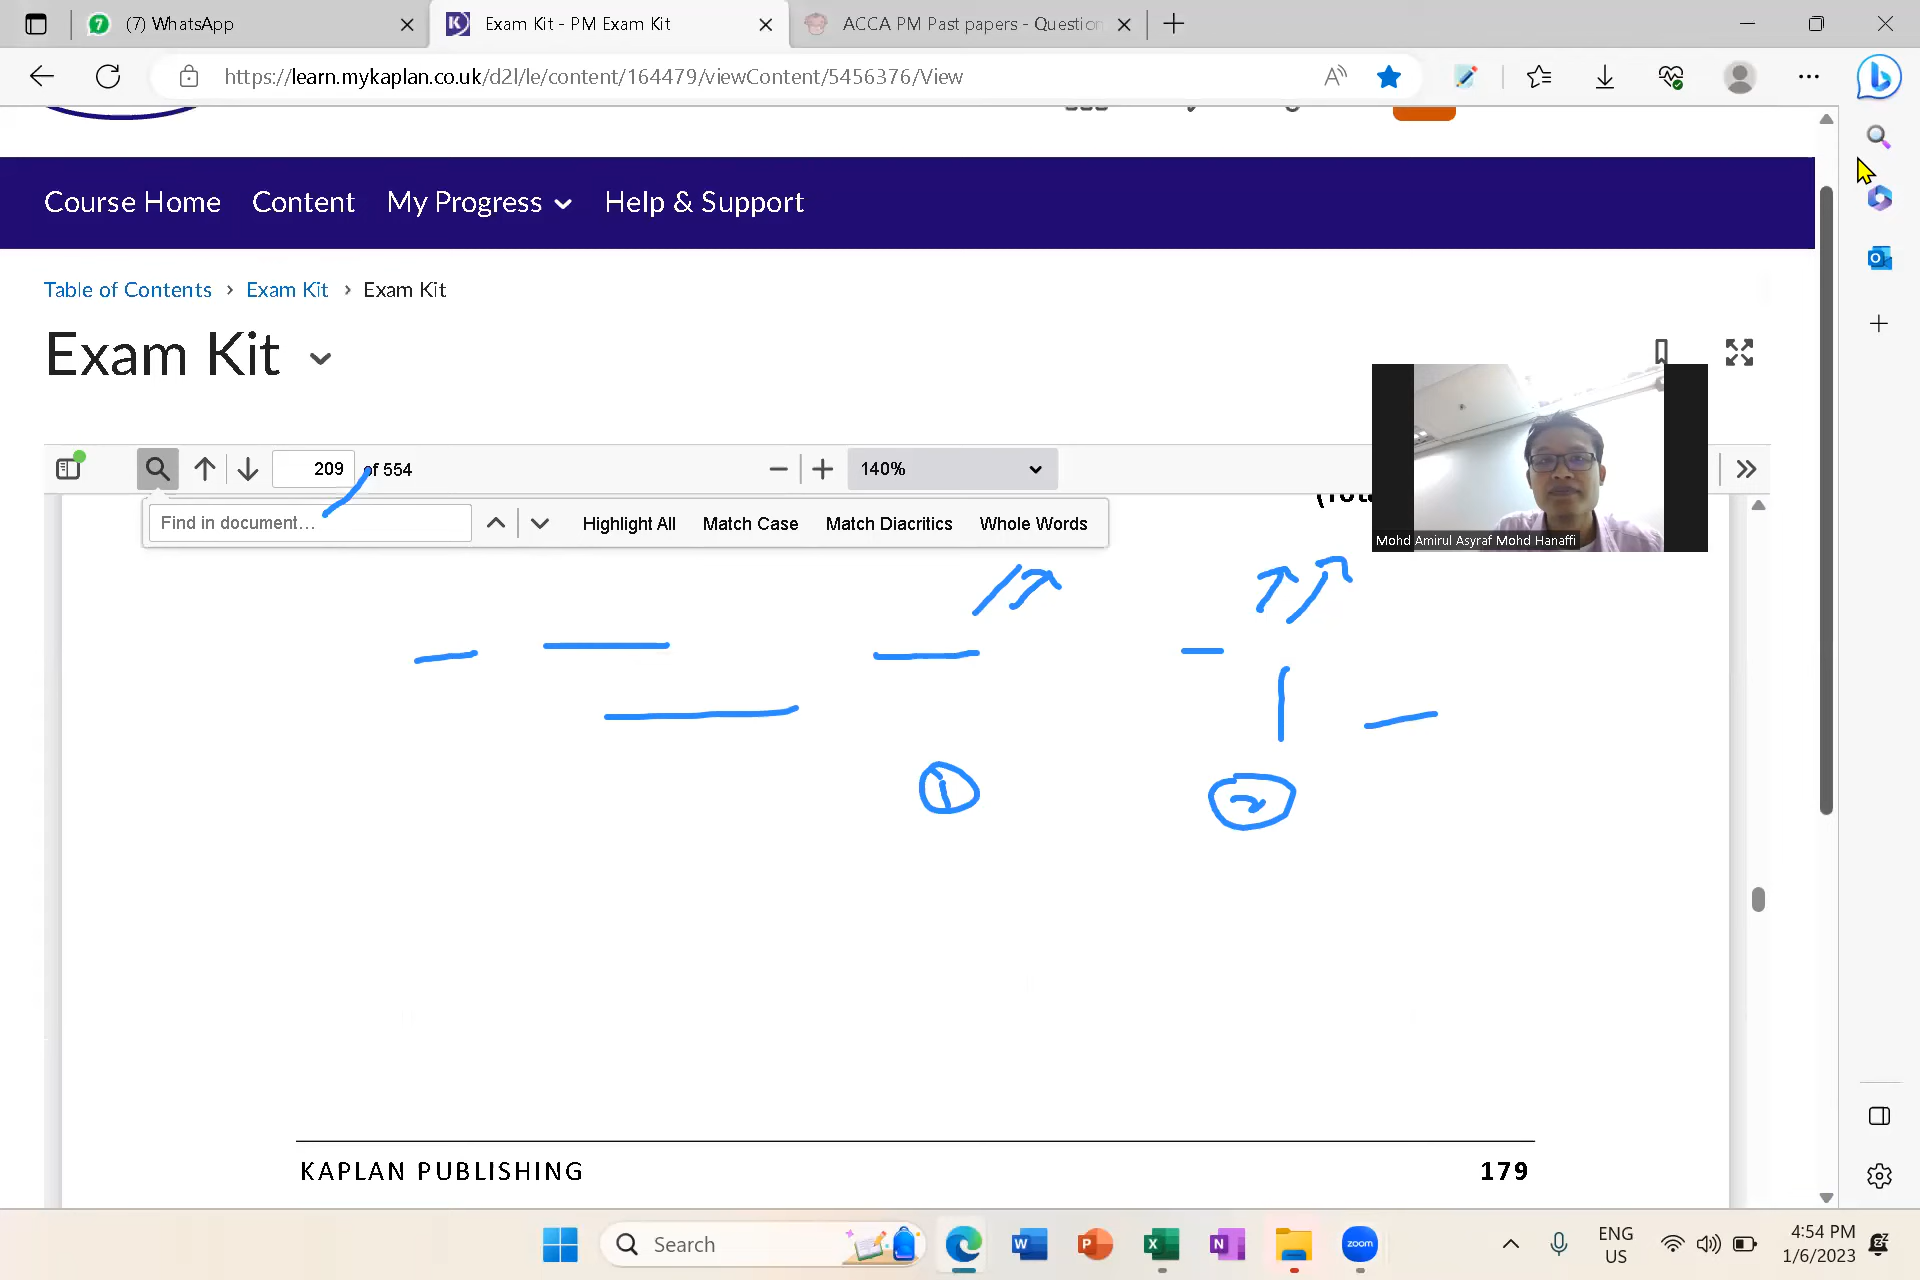 (7) WhatsApp
Exam Kit - PM Exam Kit
ACCA PM Past papers - Question
https://learn.mykaplan.co.uk/d2l/le/content/164479/viewContent/5456376/View
Course Home Content My Progress Help & Support
Table of Contents > Exam Kit > Exam Kit
Exam Kit
209 of 554
140%
Find in document...
Highlight All Match Case Match Diacritics Whole Words
Mohd Amirul Asyraf Mohd Hanaffi
1
2
KAPLAN PUBLISHING 179
Search
zoom
ENG
US
4:54 PM
1/6/2023